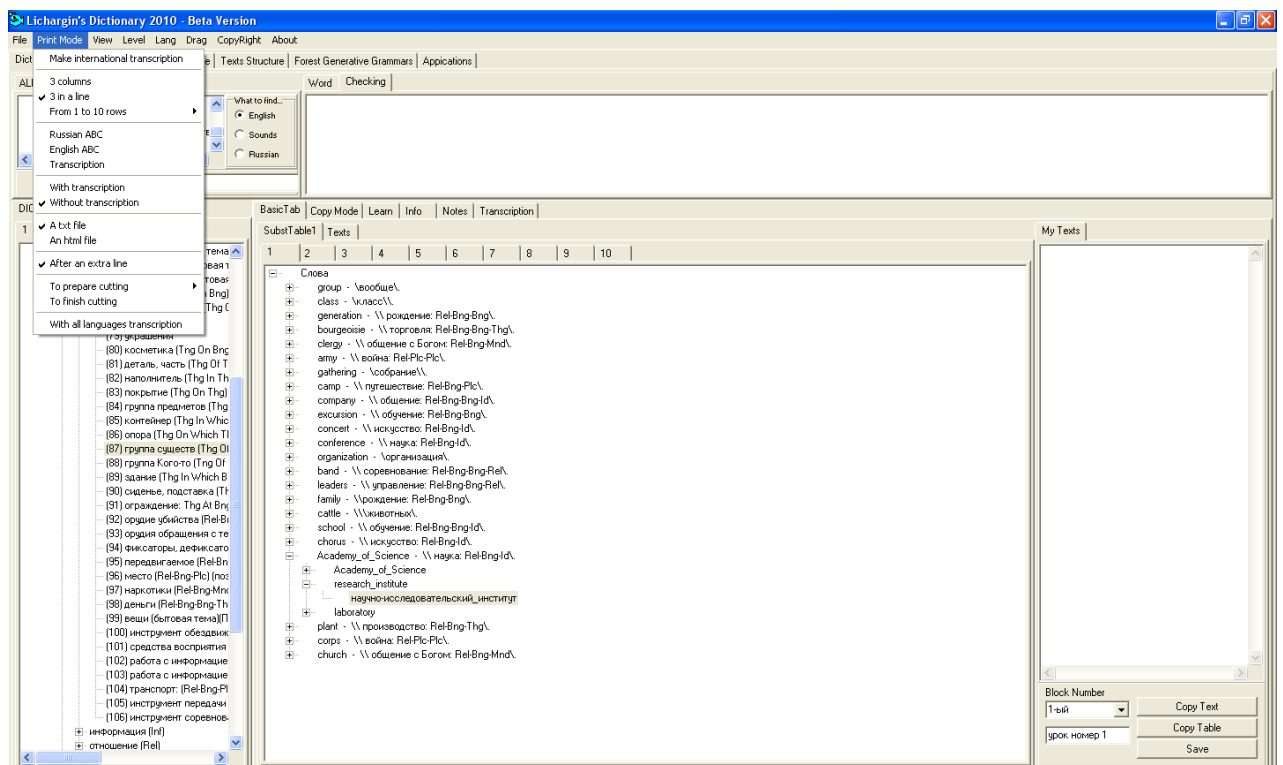 Lichargin's Dictionary 2010 - Beta Version
File Print Mode View Level Lang Drag CopyRight About
Dict
Texts Structure Forest Generative Grammars Appications
Make international transcription
3 columns
3 in a line
From 1 to 10 rows
Russian ABC
English ABC
Transcription
With transcription
Without transcription
A txt file
An html file
After an extra line
To prepare cutting
To finish cutting
With all languages transcription
Word Checking
What to find...
English
Sounds
Russian
BasicTab Copy Mode Learn Info Notes Transcription
SubstTable1 Texts
1 2 3 4 5 6 7 8 9 10
Слова
group - \вообще\.
class - \класс\\.
generation - \\ рождение: Rel-Bng-Bng\.
bourgeoisie - \\ торговля: Rel-Bng-Bng-Thg\.
clergy - \\ общение с Богом: Rel-Bng-Mnd\.
army - \\ война: Rel-Plc-Plc\.
gathering - \собрание\\.
camp - \\ путешествие: Rel-Bng-Plc\.
company - \\ общение: Rel-Bng-Bng-Id\.
excursion - \\ обучение: Rel-Bng-Bng\.
concert - \\ искусство: Rel-Bng-Id\.
conference - \\ наука: Rel-Bng-Id\.
organization - \организация\.
band - \\ соревнование: Rel-Bng-Bng-Rel\.
leaders - \\ управление: Rel-Bng-Bng-Rel\.
family - \\рождение: Rel-Bng-Bng\.
cattle - \\\животных\.
school - \\ обучение: Rel-Bng-Bng-Id\.
chorus - \\ искусство: Rel-Bng-Id\.
Academy_of_Science - \\ наука: Rel-Bng-Id\.
Academy_of_Science
research_institute
научно-исследовательский_институт
laboratory
plant - \\ производство: Rel-Bng-Thg\.
corps - \\ война: Rel-Plc-Plc\.
church - \\ общение с Богом: Rel-Bng-Mnd\.
(79) украшения
(80) косметика (Tng On Bng
(81) деталь, часть (Thg Of T
(82) наполнитель (Thg In Th
(83) покрытие (Thg On Thg)
(84) группа предметов (Thg
(85) контейнер (Thg In Whic
(86) опора (Thg On Which Tl
(87) группа существ (Thg Ol
(88) группа Кого-то (Tng Of
(89) здание (Thg In Which B
(90) сиденье, подставка (Tl
(91) ограждение: Thg At Bng
(92) орудие убийства (Rel-Bi
(93) орудия обращения с те
(94) фиксаторы, дефиксато
(95) передвигаемое (Rel-Bn
(96) место (Rel-Bng-Plc) (поз
(97) наркотики (Rel-Bng-Mnd
(98) деньги (Rel-Bng-Bng-Th
(99) вещи (бытовая тема)(П
(100) инструмент обездвиж
(101) средства восприятия
(102) работа с информацие
(103) работа с информацие
(104) транспорт: (Rel-Bng-Pl
(105) инструмент передачи
(106) инструмент соревнов
информация (Inf)
отношение (Rel)
My Texts
Block Number
1-ый
урок номер 1
Copy Text
Copy Table
Save